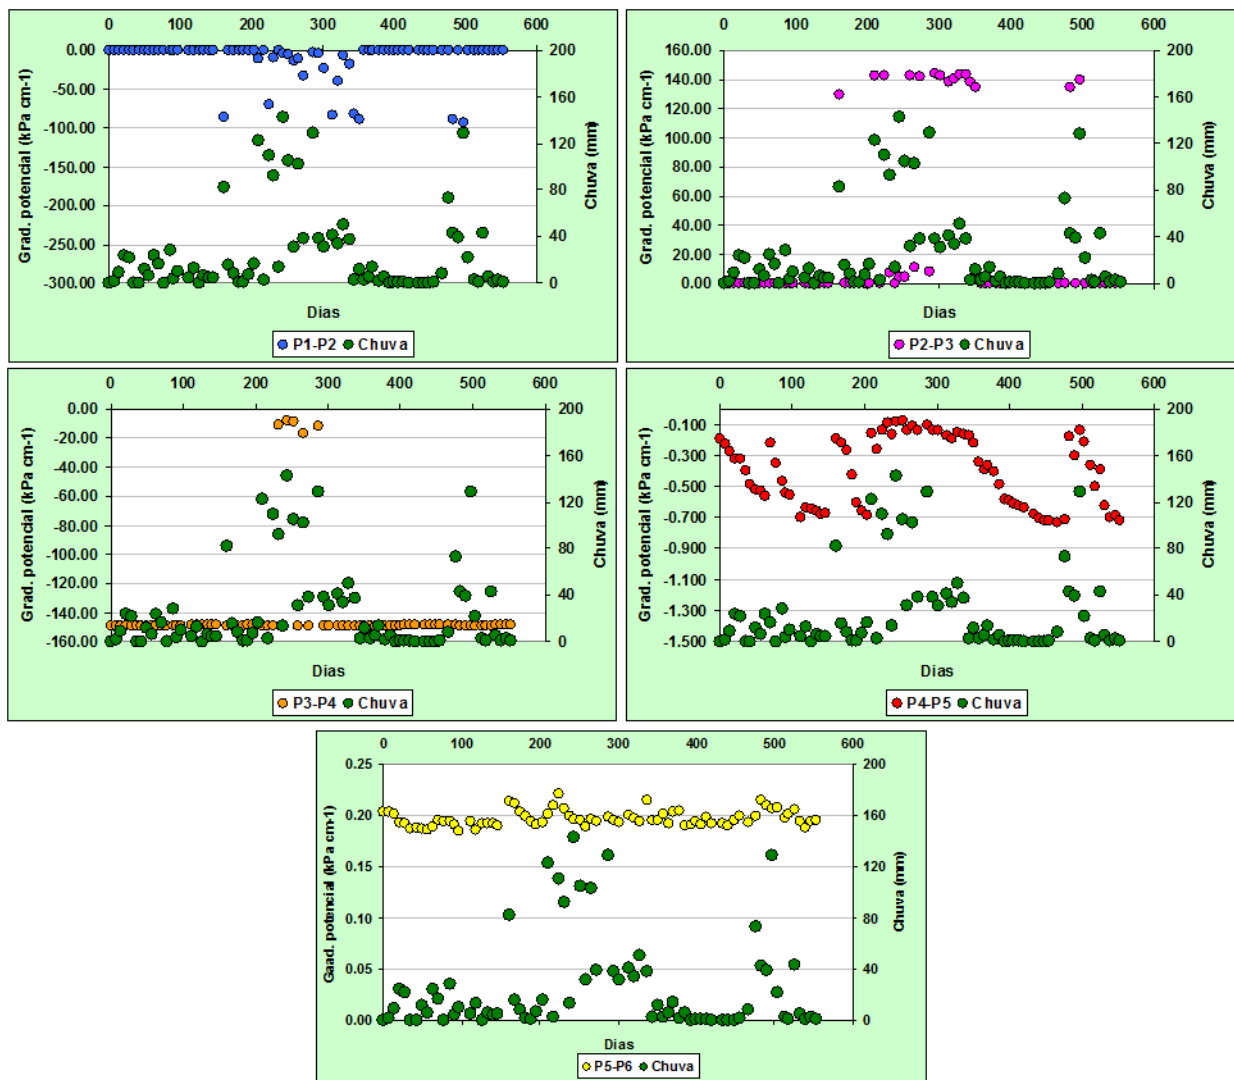 0 100 200 300 400 500 600
0.00 200
-50.00
160
-100.00
120
-150.00
80
-200.00
40
-250.00
-300.00 0
Grad. potencial (kPa cm-1)
Chuva (mm)
Dias
P1-P2 Chuva
0 100 200 300 400 500 600
160.00 200
140.00
120.00 160
100.00 120
80.00
60.00 80
40.00
20.00 40
0.00 0
Grad. potencial (kPa cm-1)
Chuva (mm)
Dias
P2-P3 Chuva
0 100 200 300 400 500 600
0.00 200
-20.00
-40.00 160
-60.00 120
-80.00
-100.00 80
-120.00
-140.00 40
-160.00 0
Grad. potencial (kPa cm-1)
Chuva (mm)
Dias
P3-P4 Chuva
0 100 200 300 400 500 600
-0.100 200
-0.300 160
-0.500
-0.700 120
-0.900
-1.100 80
-1.300 40
-1.500 0
Grad. potencial (kPa cm-1)
Chuva (mm)
Dias
P4-P5 Chuva
0 100 200 300 400 500 600
0.25 200
0.20 160
0.15 120
0.10 80
0.05 40
0.00 0
Gaad. potencial (kPa cm-1)
Chuva (mm)
Dias
P5-P6 Chuva